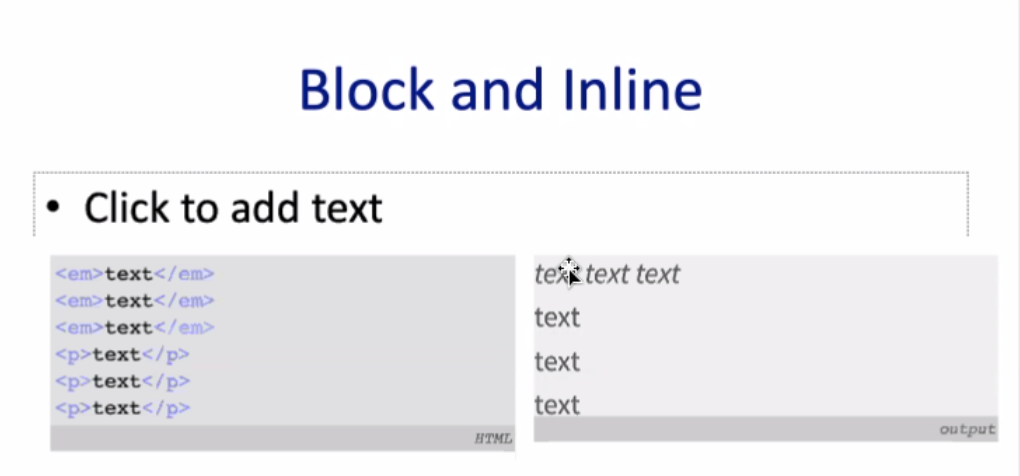 Block and Inline
• Click to add text
<em>text</em>
<em>text</em>
<em>text</em>
<p>text</p>
<p>text</p>
<p>text</p>
HTML
text text text
text
text
text
output